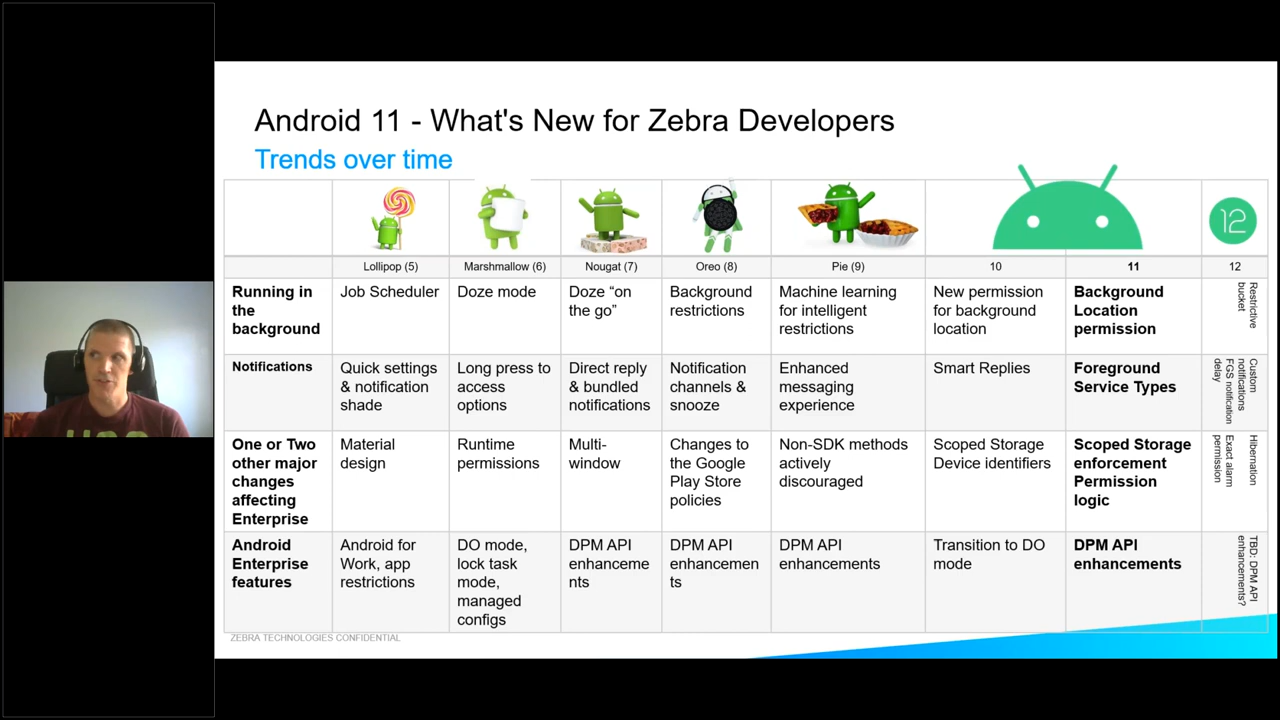 Android 11 - What's New for Zebra Developers
Trends over time
12
Lollipop (5)
Marshmallow (6)
Nougat (7)
Oreo (8)
Pie (9)
10
11
12
Running in
the
background
Job Scheduler
Doze mode
Doze “on
the go”
Background
restrictions
Machine learning
for intelligent
restrictions
New permission
for background
location
Background
Location
permission
Restrictive
bucket
Notifications
Quick settings
& notification
shade
Long press to
access
options
Direct reply
& bundled
notifications
Notification
channels &
snooze
Enhanced
messaging
experience
Smart Replies
Foreground
Service Types
Custom
notifications
FGS notification
delay
One or Two
other major
changes
affecting
Enterprise
Material
design
Runtime
permissions
Multi-
window
Changes to
the Google
Play Store
policies
Non-SDK methods
actively
discouraged
Scoped Storage
Device identifiers
Scoped Storage
enforcement
Permission
logic
Hibernation
Exact alarm
permission
Android
Enterprise
features
Android for
Work, app
restrictions
DO mode,
lock task
mode,
managed
configs
DPM API
enhanceme
nts
DPM API
enhancemen
ts
DPM API
enhancements
Transition to DO
mode
DPM API
enhancements
TBD: DPM API
enhancements?
ZEBRA TECHNOLOGIES CONFIDENTIAL